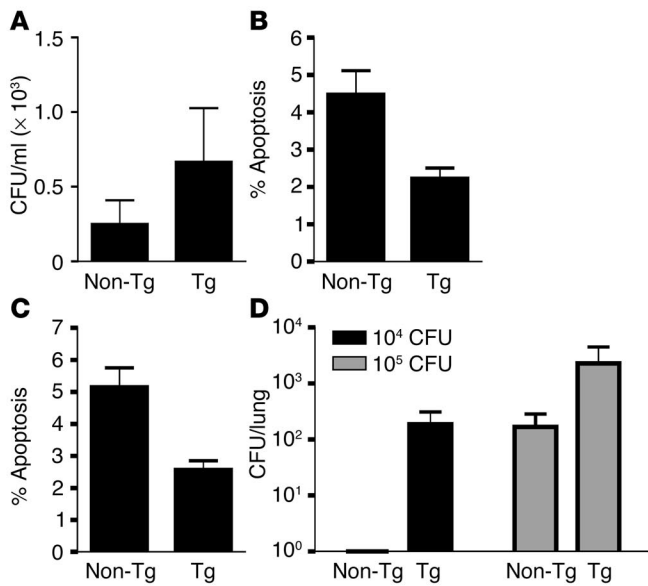 A
CFU/ml (× 10³)
1.5
1.0
0.5
0
Non-Tg Tg
B
% Apoptosis
6
5
4
3
2
1
0
Non-Tg Tg
C
% Apoptosis
7
6
5
4
3
2
1
0
Non-Tg Tg
D
10⁴ CFU
10⁵ CFU
CFU/lung
10⁴
10³
10²
10¹
10⁰
Non-Tg Tg Non-Tg Tg